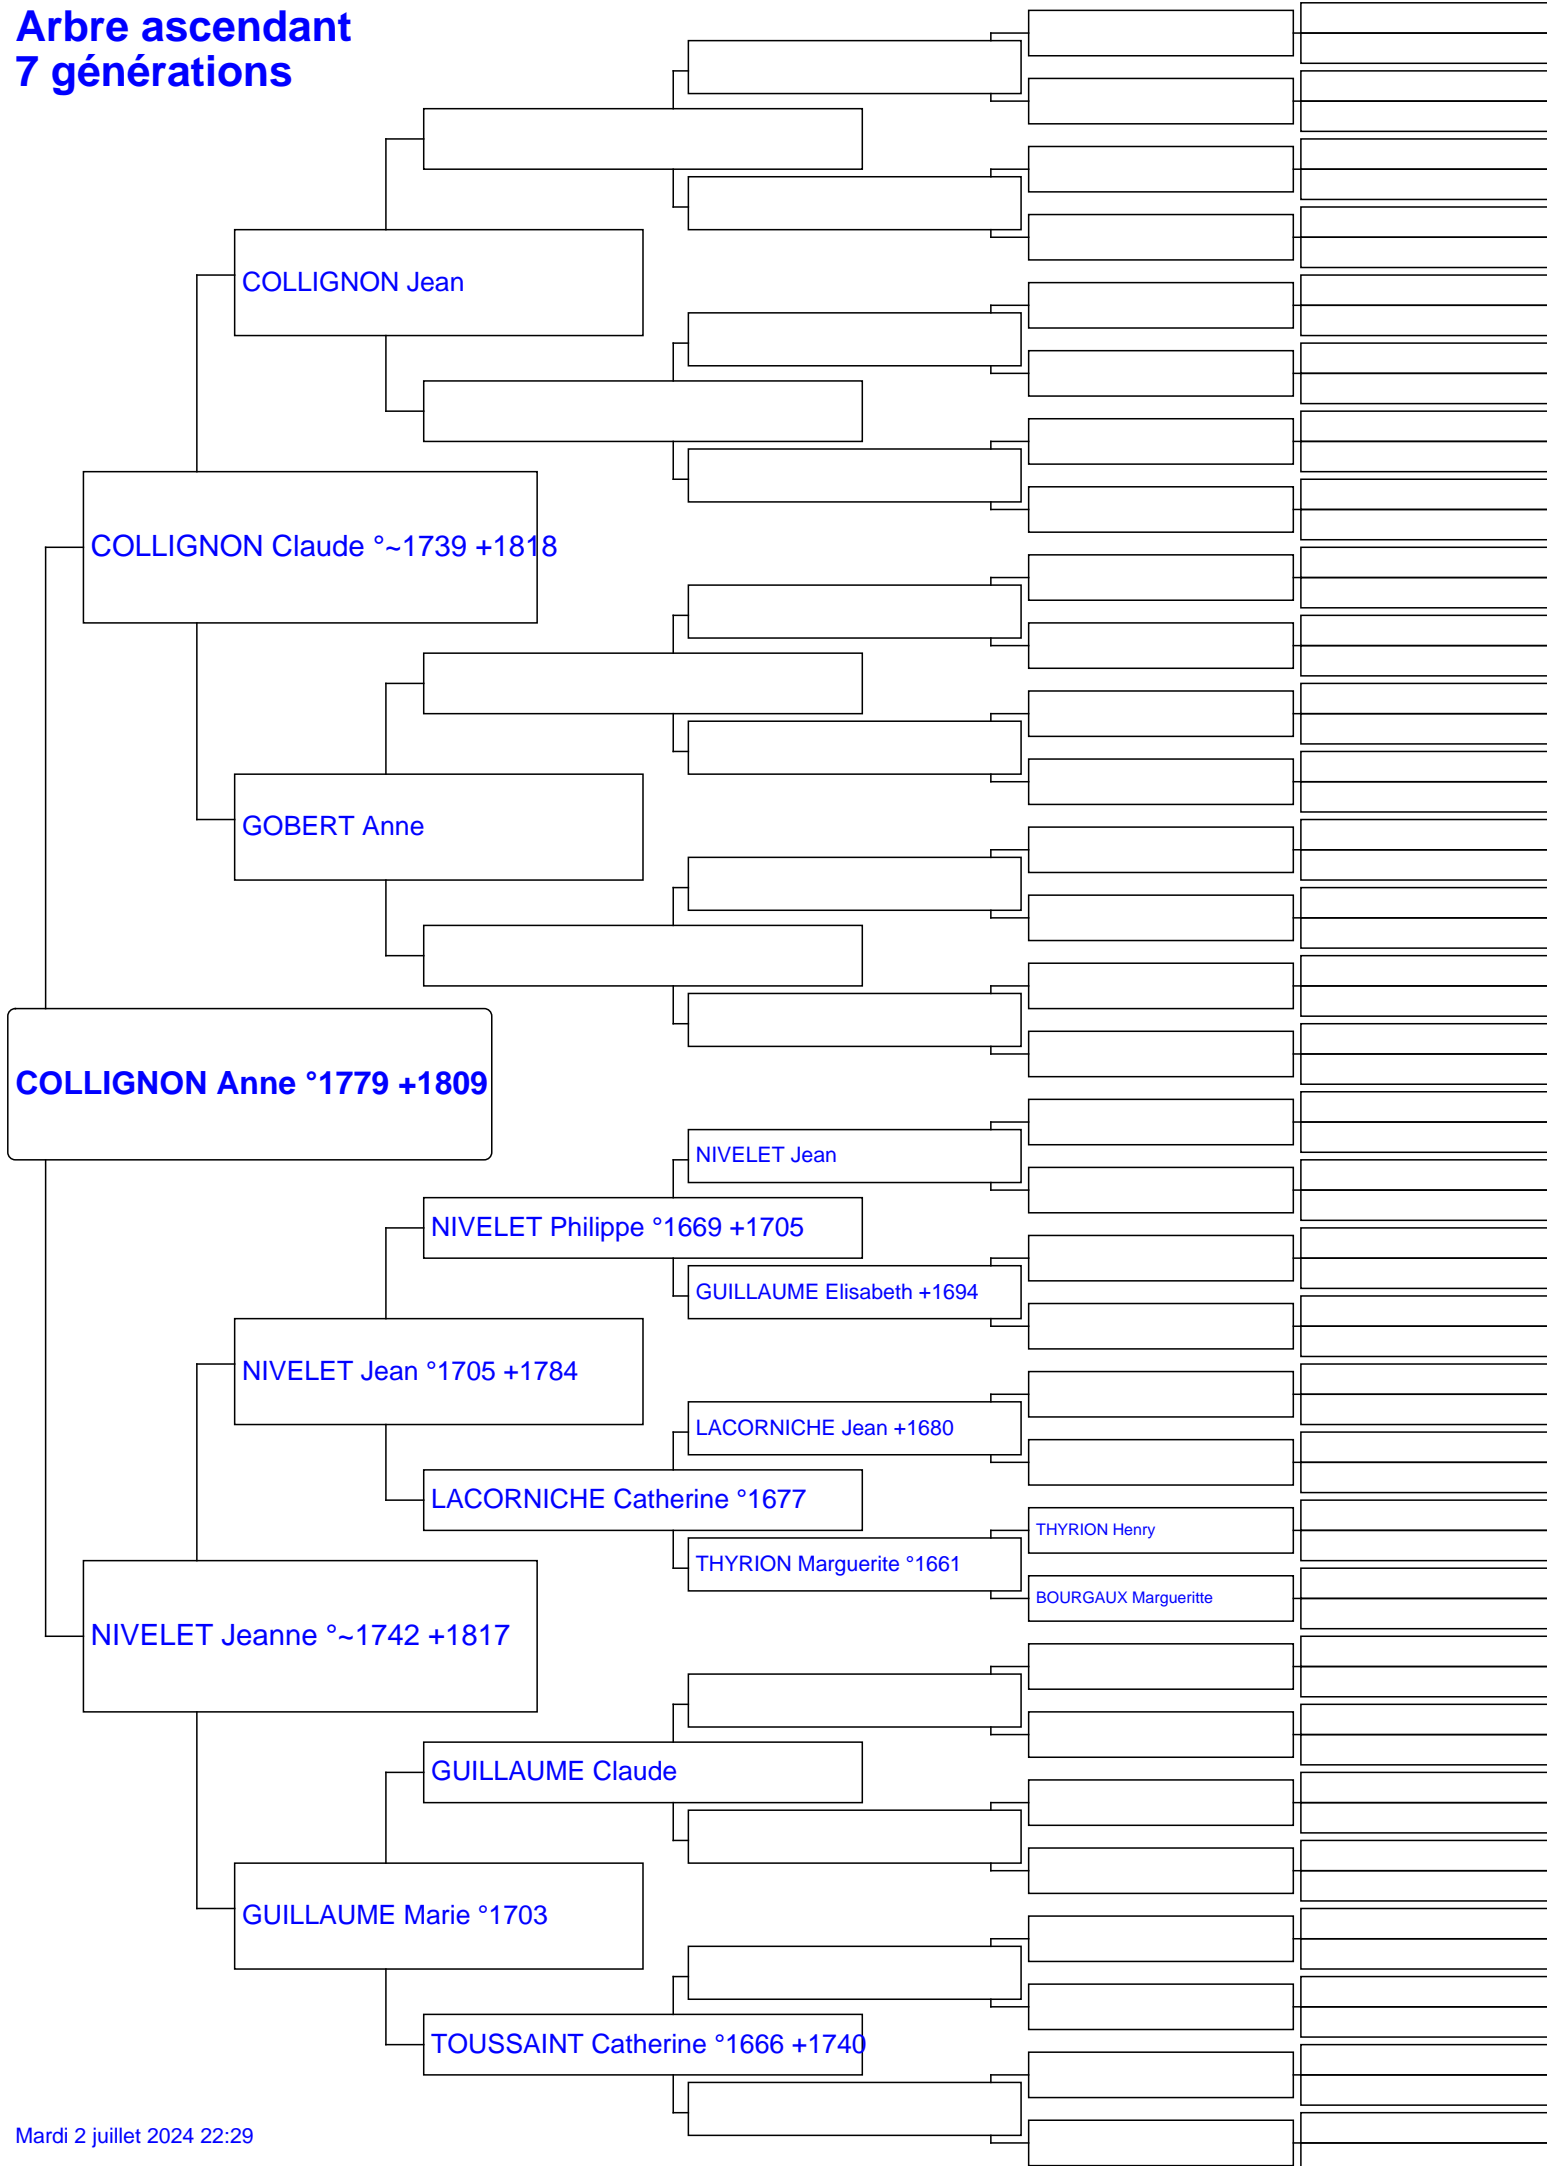 Arbre ascendant
7 générations
COLLIGNON Jean
COLLIGNON Claude °~1739 +1818
GOBERT Anne
COLLIGNON Anne °1779 +1809
NIVELET Jean
NIVELET Philippe °1669 +1705
GUILLAUME Elisabeth +1694
NIVELET Jean °1705 +1784
LACORNICHE Jean +1680
LACORNICHE Catherine °1677
THYRION Henry
THYRION Marguerite °1661
BOURGAUX Margueritte
NIVELET Jeanne °~1742 +1817
GUILLAUME Claude
GUILLAUME Marie °1703
TOUSSAINT Catherine °1666 +1740
Mardi 2 juillet 2024 22:29